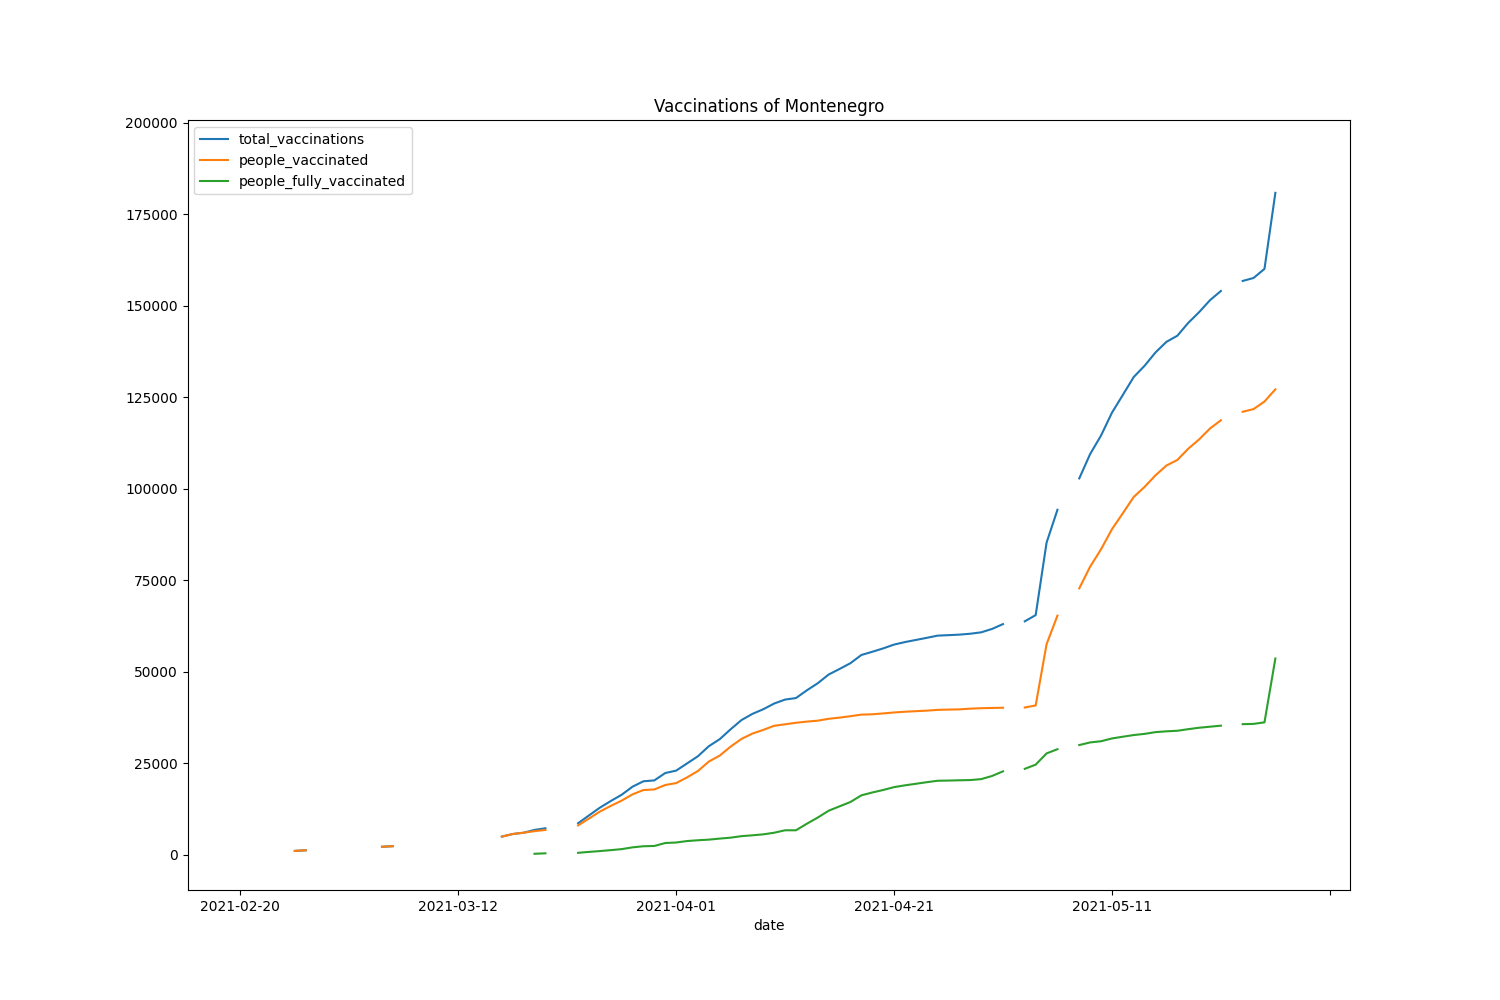 Vaccinations of Montenegro
200000
175000
150000
125000
100000
75000
50000
25000
0
total_vaccinations
people_vaccinated
people_fully_vaccinated
2021-02-20 2021-03-12 2021-04-01 2021-04-21 2021-05-11
date